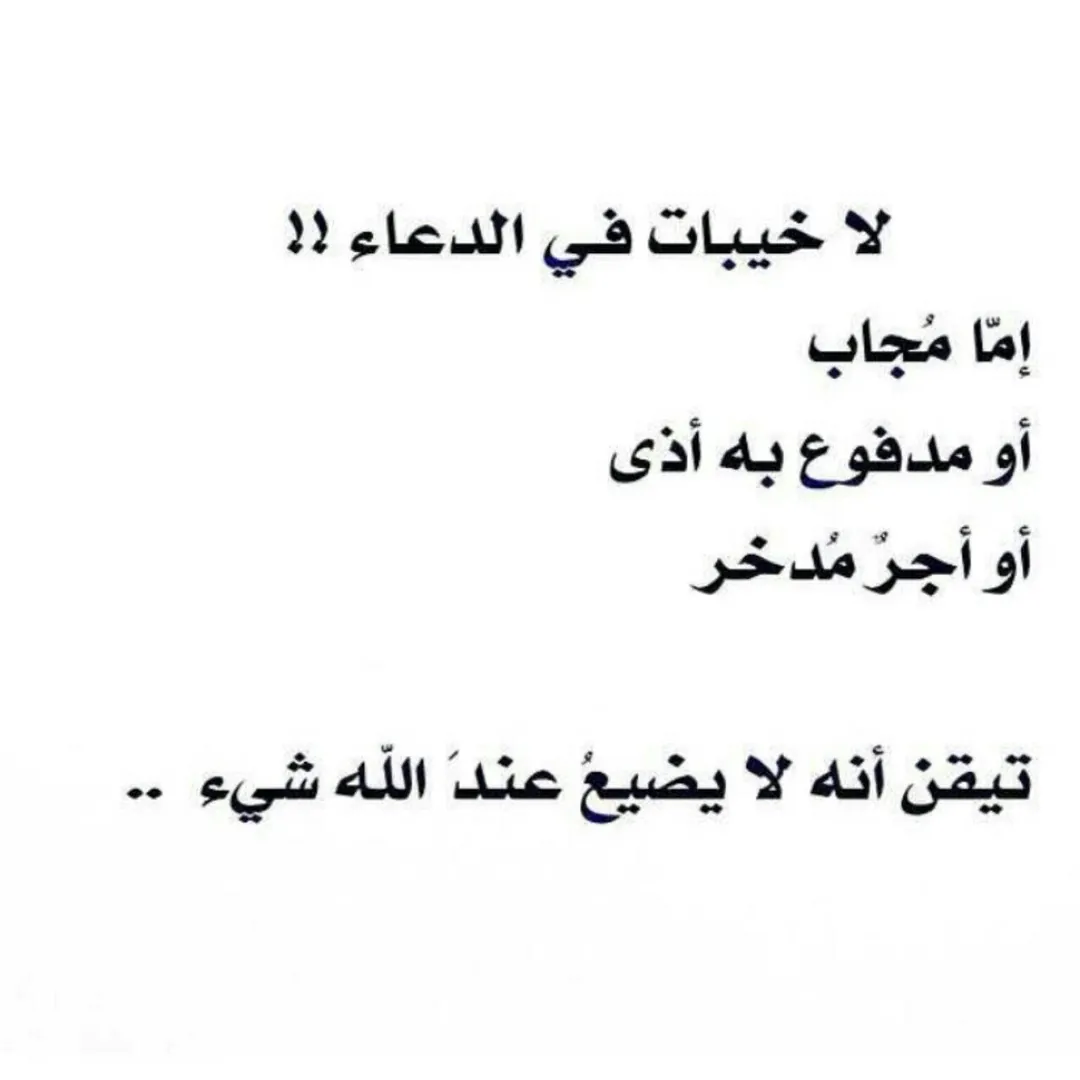 لا خيبات في الدعاء !!
إمّا مُجاب
أو مدفوع به أذى
أو أجرٌ مُدخر
تيقن أنه لا يضيعُ عندَ اللّه شيء ..